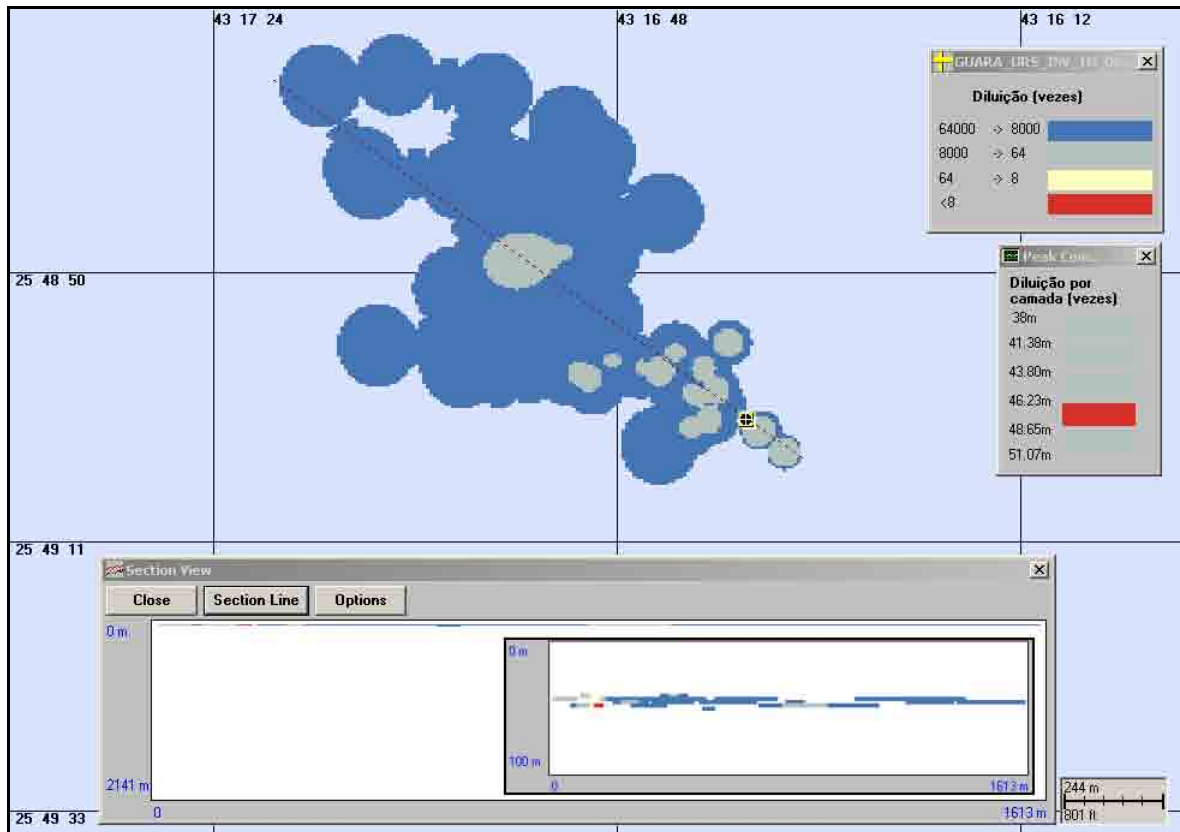 43 17 24
43 16 48
43 16 12
Diluição (vezes)
64000 -> 8000
8000 -> 64
64 -> 8
<8
25 48 50
Peak Conc...
Diluição por
camada (vezes)
38m
41.38m
43.80m
46.23m
48.65m
51.07m
25 49 11
Section View
Close
Section Line
Options
0 m
2141 m
0
1613 m
0 m
100 m
0
1613 m
244 m
801 ft
25 49 33